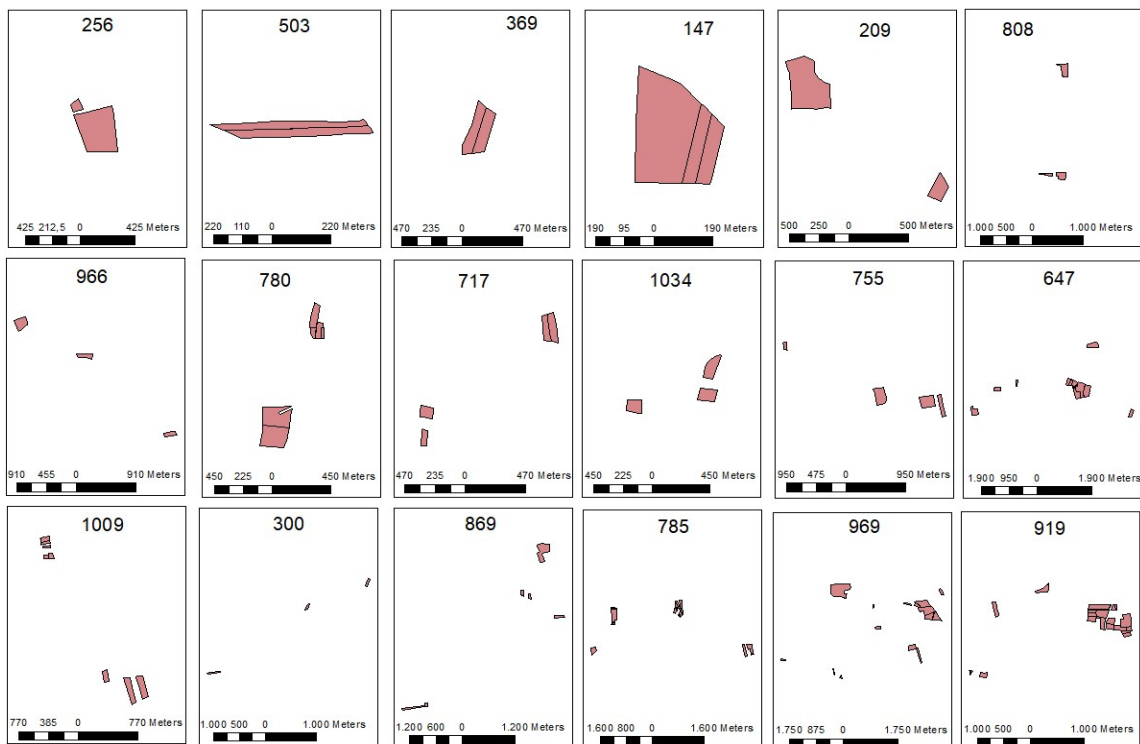 256
425 212,5 0 425 Meters
503
220 110 0 220 Meters
369
470 235 0 470 Meters
147
190 95 0 190 Meters
209
500 250 0 500 Meters
808
1.000 500 0 1.000 Meters
966
910 455 0 910 Meters
780
450 225 0 450 Meters
717
470 235 0 470 Meters
1034
450 225 0 450 Meters
755
950 475 0 950 Meters
647
1.900 950 0 1.900 Meters
1009
770 385 0 770 Meters
300
1.000 500 0 1.000 Meters
869
1.200 600 0 1.200 Meters
785
1.600 800 0 1.600 Meters
969
1.750 875 0 1.750 Meters
919
1.000 500 0 1.000 Meters